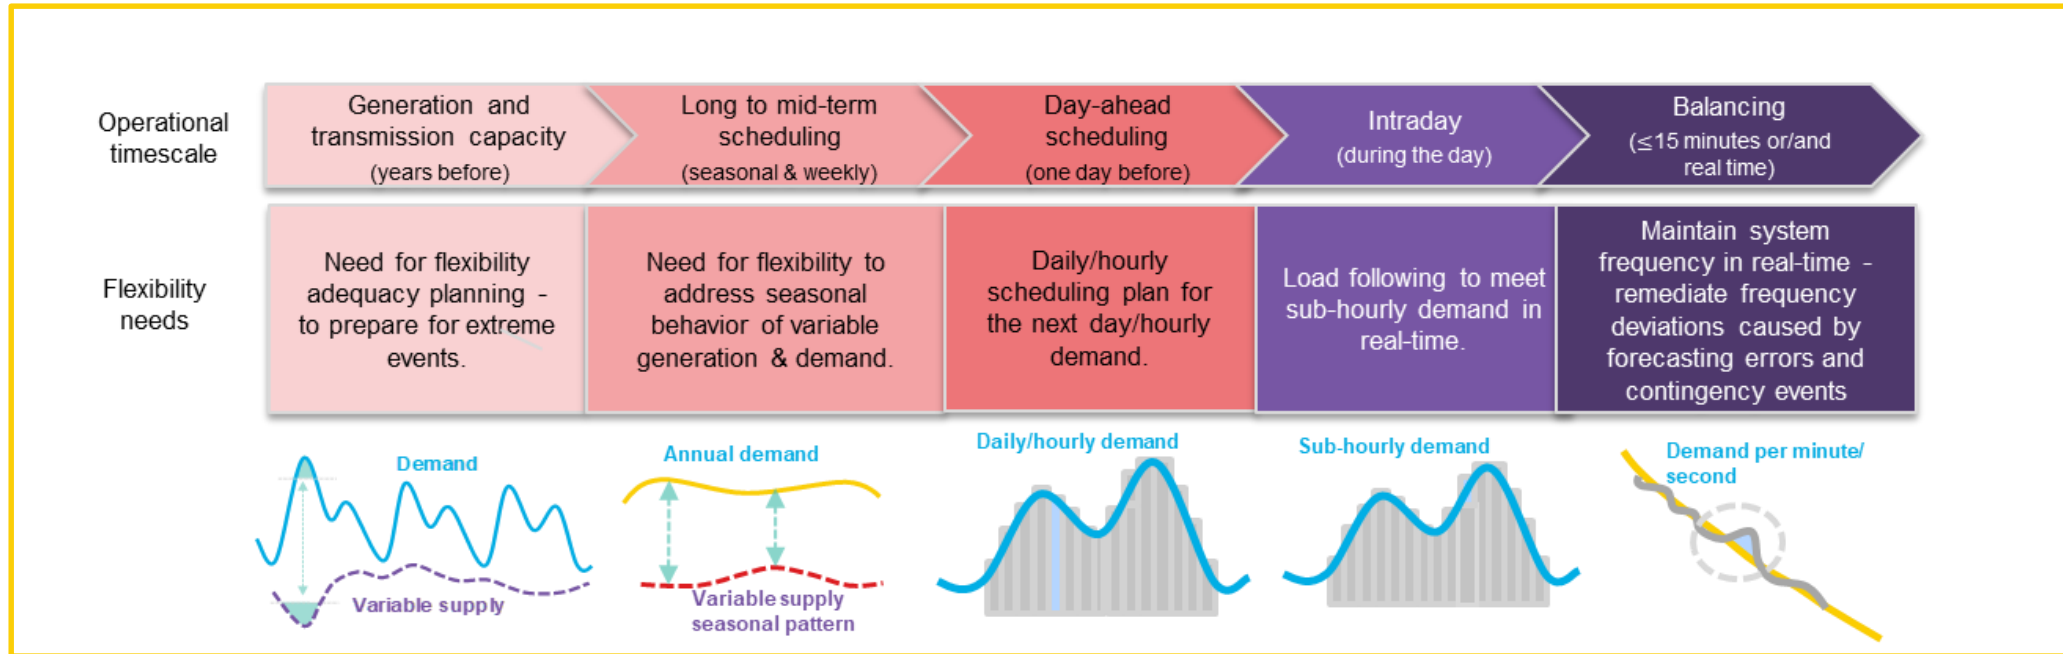 Operational
timescale
Generation and
transmission capacity
(years before)
Long to mid-term
scheduling
(seasonal & weekly)
Day-ahead
scheduling
(one day before)
Intraday
(during the day)
Balancing
(≤15 minutes or/and
real time)
Flexibility
needs
Need for flexibility
adequacy planning -
to prepare for extreme
events.
Need for flexibility to
address seasonal
behavior of variable
generation & demand.
Daily/hourly
scheduling plan for
the next day/hourly
demand.
Load following to meet
sub-hourly demand in
real-time.
Maintain system
frequency in real-time -
remediate frequency
deviations caused by
forecasting errors and
contingency events
Demand
Variable supply
Annual demand
Variable supply
seasonal pattern
Daily/hourly demand
Sub-hourly demand
Demand per minute/
second